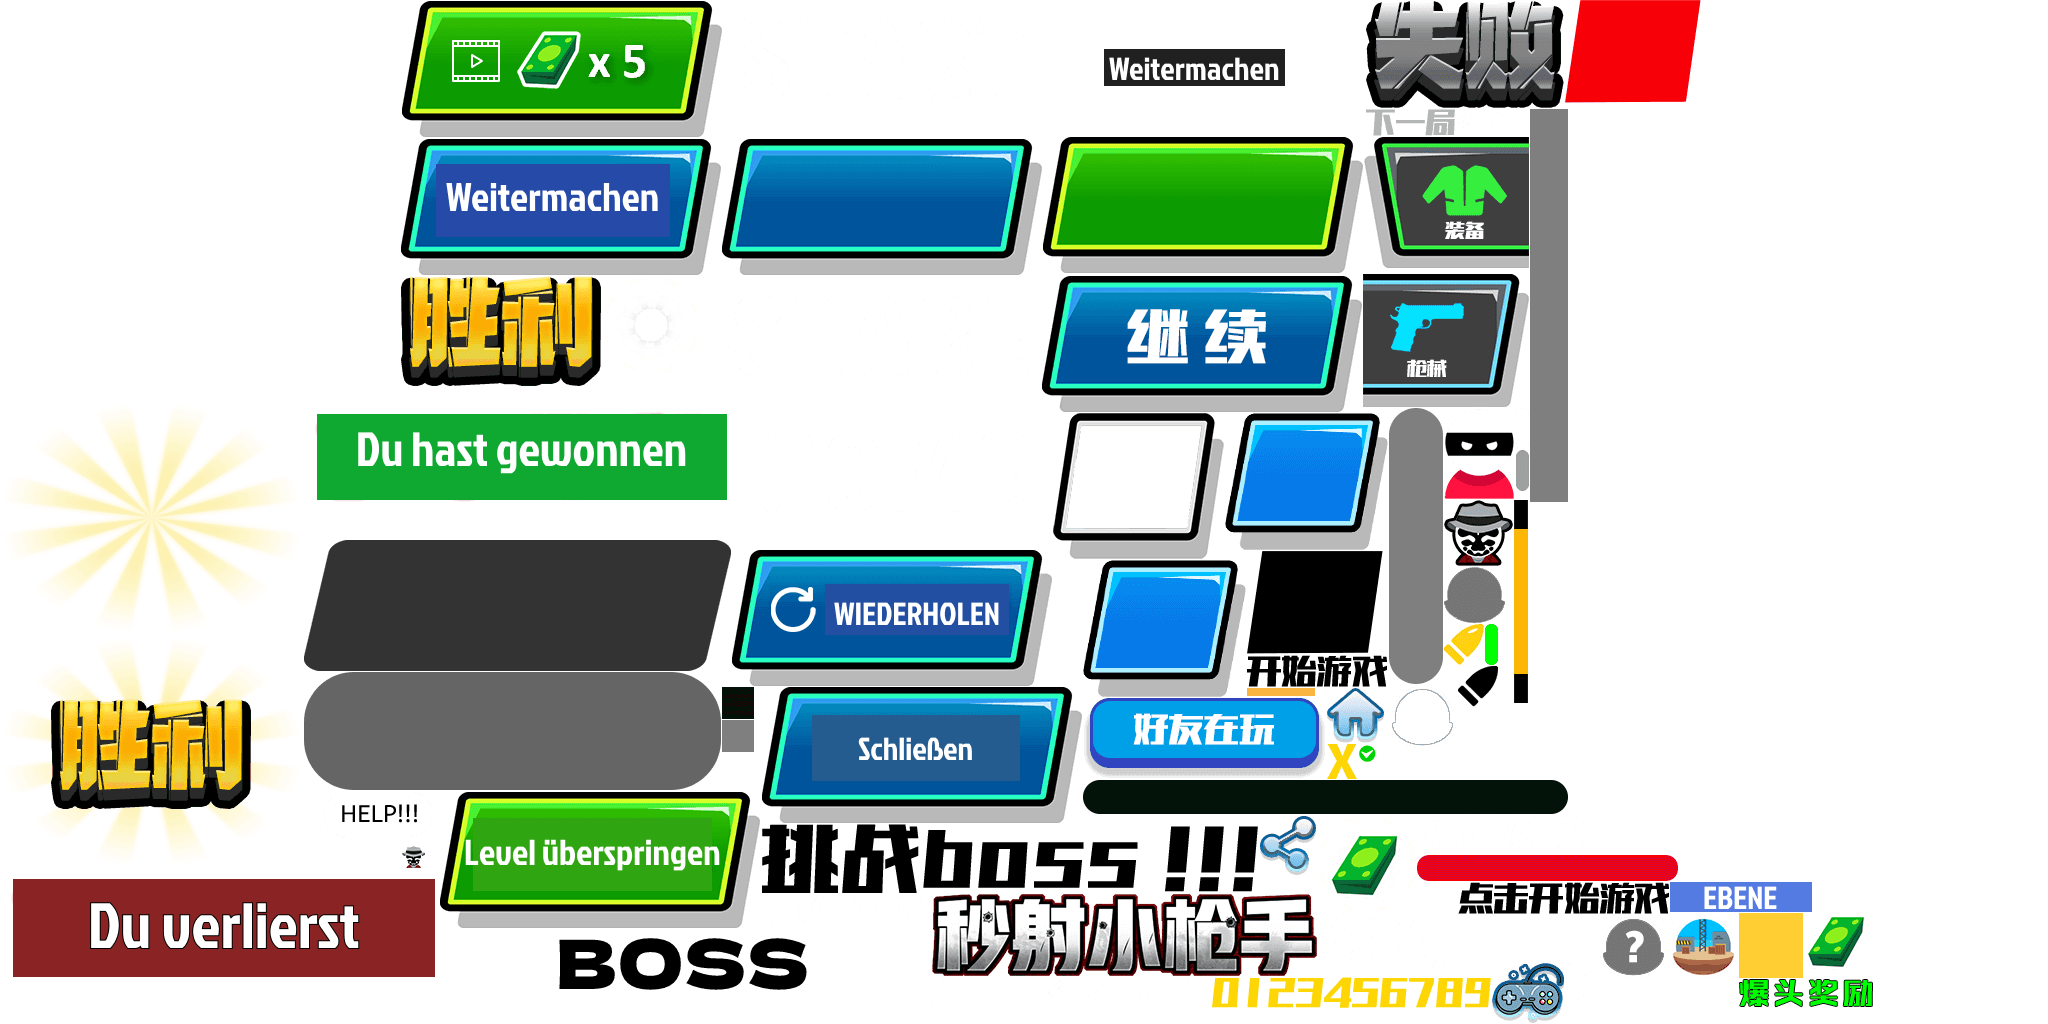 x 5
Weitermachen
失败
下一局
Weitermachen
装备
胜利
继续
枪械
Du hast gewonnen
WIEDERHOLEN
开始游戏
胜利
Schließen
好友在玩
X
HELP!!!
Level überspringen
挑战boss !!!
Du verlierst
点击开始游戏
EBENE
秒射小枪手
?
BOSS
0123456789
爆头奖励